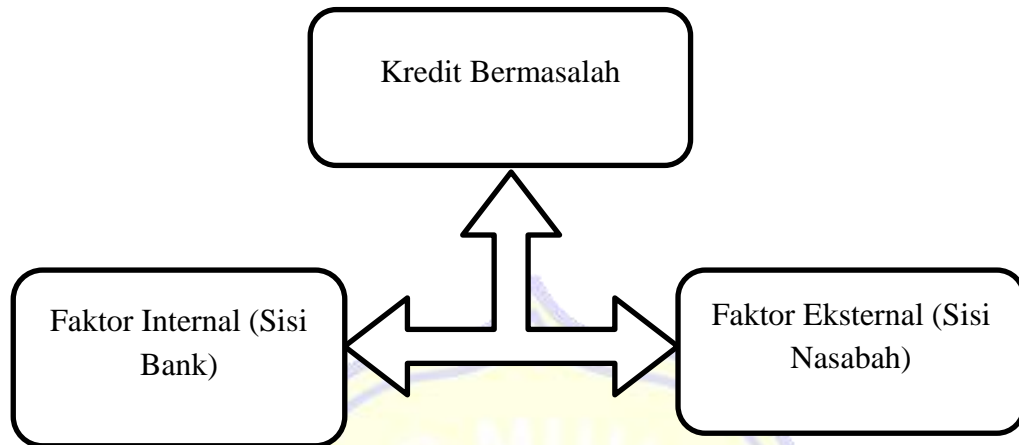 Kredit Bermasalah
Faktor Internal (Sisi
Bank)
Faktor Eksternal (Sisi
Nasabah)